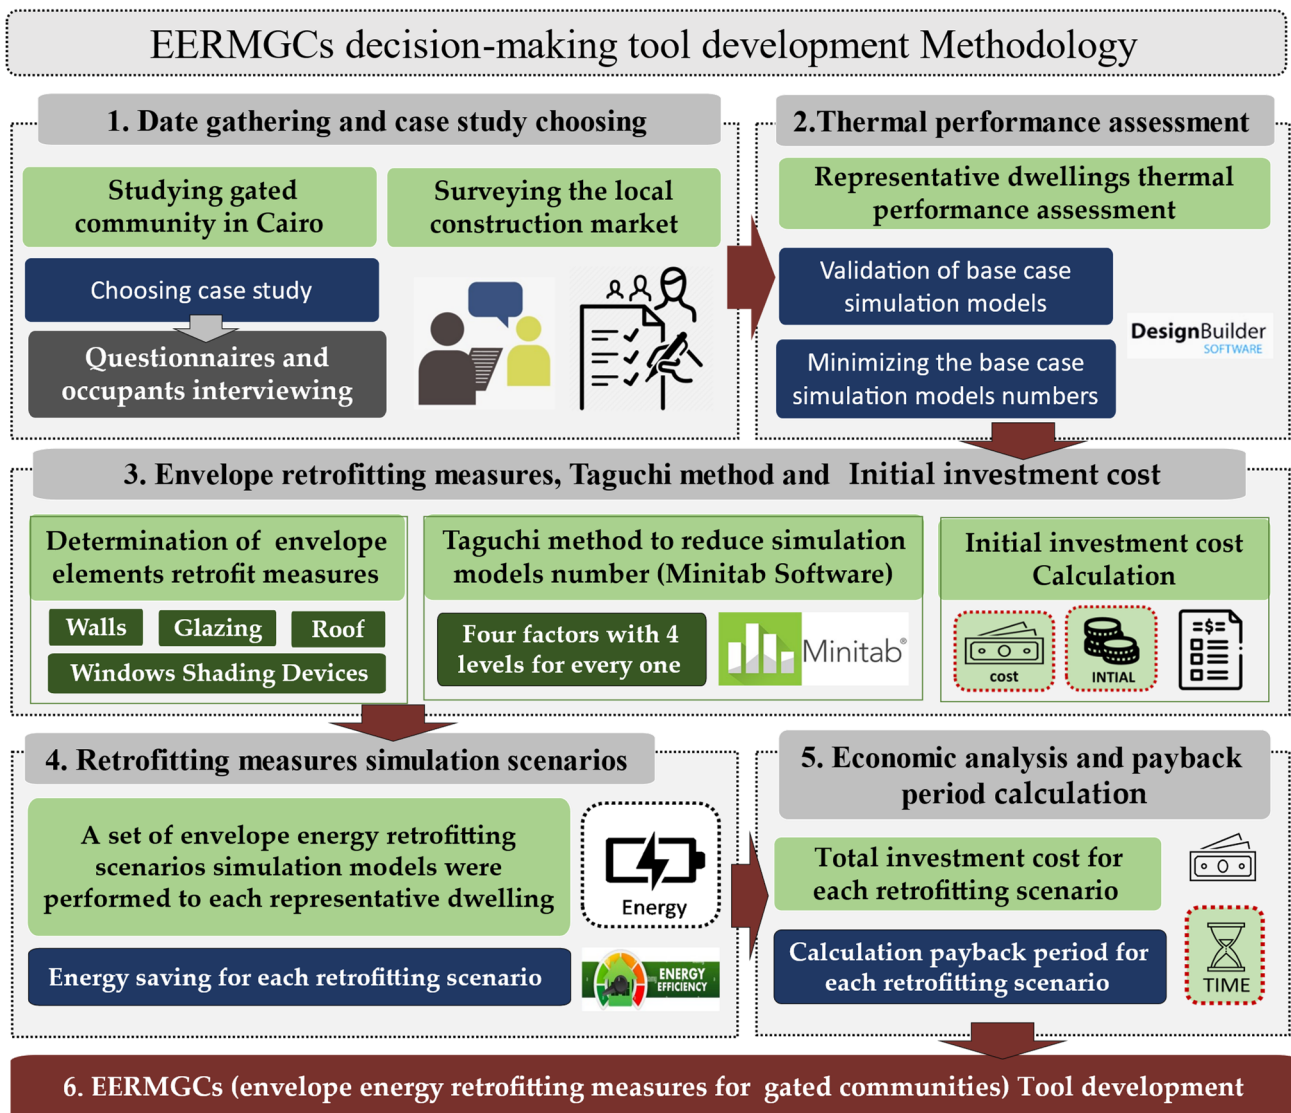 EERMGCs decision-making tool development Methodology
1. Date gathering and case study choosing
Studying gated
community in Cairo
Surveying the local
construction market
Choosing case study
Questionnaires and
occupants interviewing
2.Thermal performance assessment
Representative dwellings thermal
performance assessment
Validation of base case
simulation models
Minimizing the base case
simulation models numbers
DesignBuilder
SOFTWARE
3. Envelope retrofitting measures, Taguchi method and Initial investment cost
Determination of envelope
elements retrofit measures
Walls
Glazing
Roof
Windows Shading Devices
Taguchi method to reduce simulation
models number (Minitab Software)
Four factors with 4
levels for every one
Minitab®
Initial investment cost
Calculation
cost
INTIAL
=$=
4. Retrofitting measures simulation scenarios
A set of envelope energy retrofitting
scenarios simulation models were
performed to each representative dwelling
Energy saving for each retrofitting scenario
Energy
ENERGY
EFFICIENCY
5. Economic analysis and payback
period calculation
Total investment cost for
each retrofitting scenario
Calculation payback period for
each retrofitting scenario
TIME
6. EERMGCs (envelope energy retrofitting measures for gated communities) Tool development